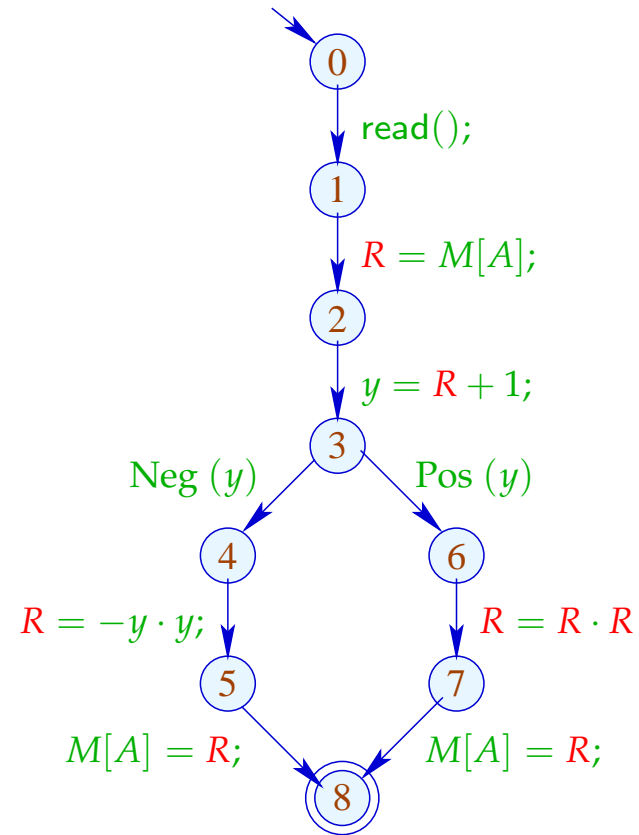 0
read();
1
R = M[A];
2
y = R + 1;
3
Neg (y) Pos (y)
4 6
R = −y · y; R = R · R
5 7
M[A] = R; M[A] = R;
8